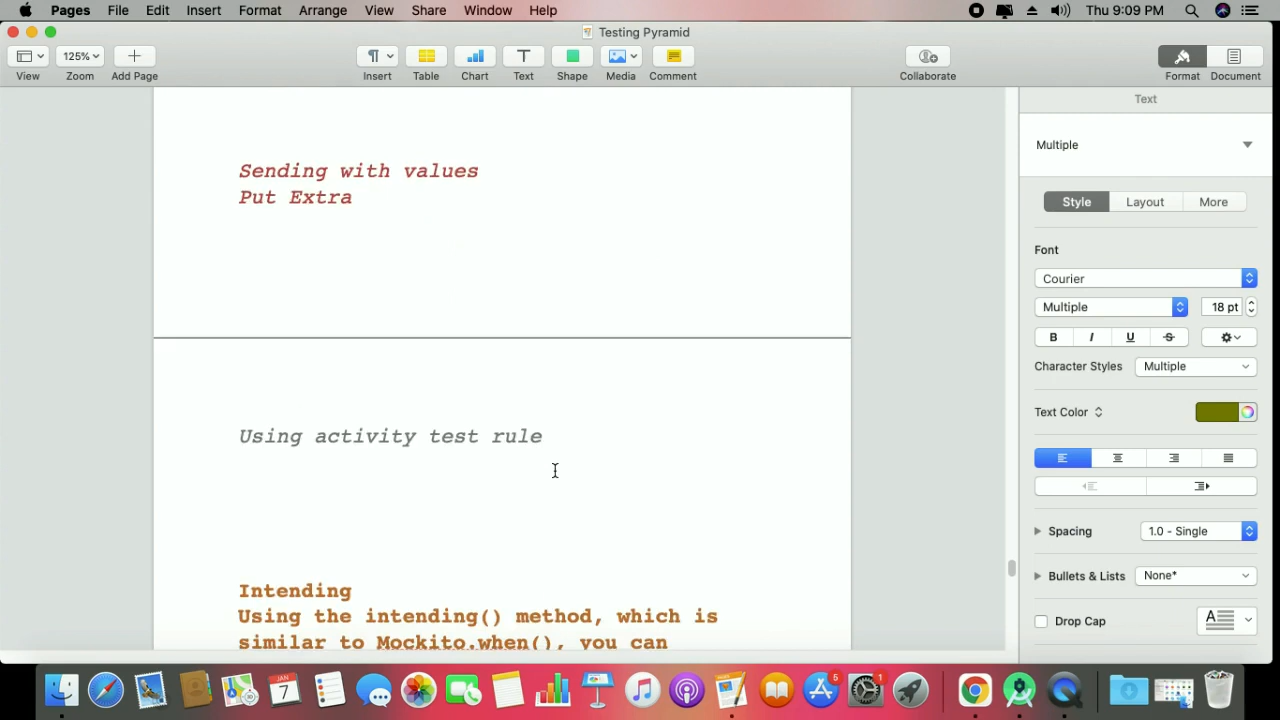 Pages File Edit Insert Format Arrange View Share Window Help Thu 9:09 PM
Testing Pyramid
125%
View Zoom Add Page Insert Table Chart Text Shape Media Comment Collaborate Format Document
Text
Multiple
Style Layout More
Font
Courier
Multiple 18 pt
B I U S
Character Styles Multiple
Text Color
Spacing 1.0 - Single
Bullets & Lists None*
Drop Cap
Sending with values
Put Extra
Using activity test rule
Intending
Using the intending() method, which is
similar to Mockito.when(), you can
JAN
7
5
1